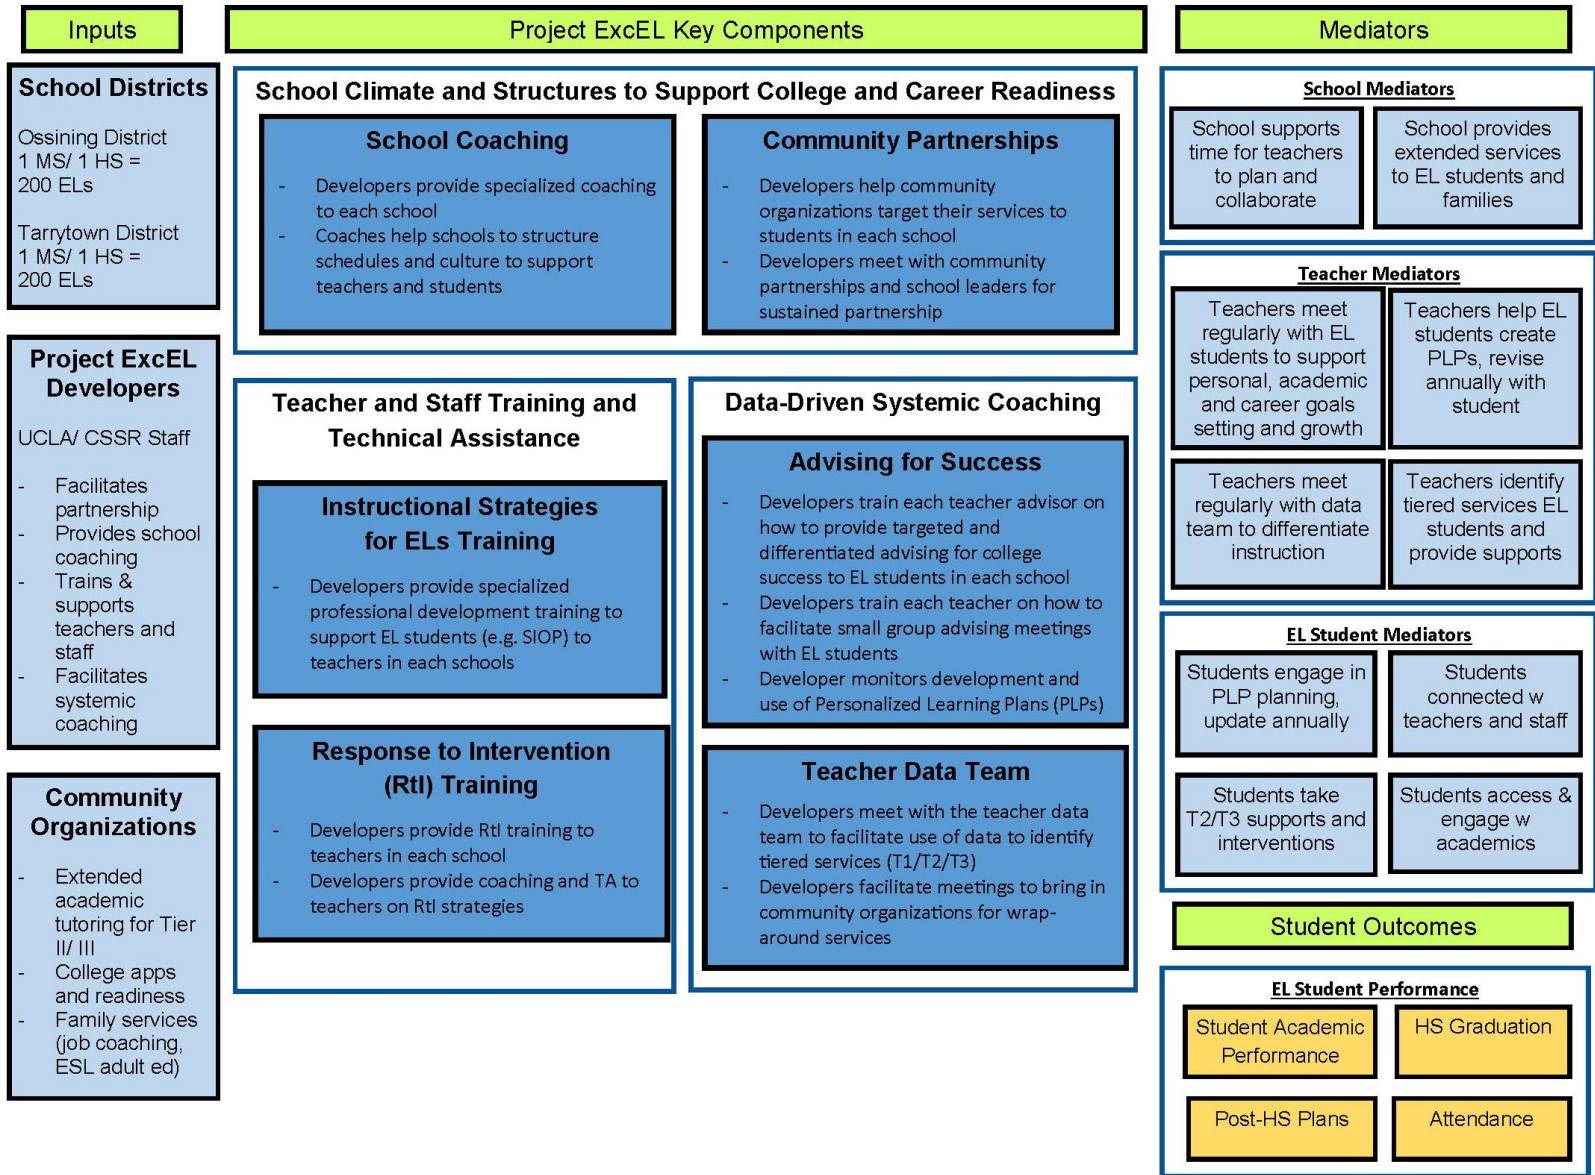 Inputs
School Districts
Ossining District
1 MS/ 1 HS =
200 ELs
Tarrytown District
1 MS/ 1 HS =
200 ELs
Project ExcEL
Developers
UCLA/ CSSR Staff
- Facilitates
partnership
- Provides school
coaching
- Trains &
supports
teachers and
staff
- Facilitates
systemic
coaching
Community
Organizations
- Extended
academic
tutoring for Tier
II/ III
- College apps
and readiness
- Family services
(job coaching,
ESL adult ed)
Project ExcEL Key Components
School Climate and Structures to Support College and Career Readiness
School Coaching
- Developers provide specialized coaching
to each school
- Coaches help schools to structure
schedules and culture to support
teachers and students
Community Partnerships
- Developers help community
organizations target their services to
students in each school
- Developers meet with community
partnerships and school leaders for
sustained partnership
Teacher and Staff Training and
Technical Assistance
Instructional Strategies
for ELs Training
- Developers provide specialized
professional development training to
support EL students (e.g. SIOP) to
teachers in each schools
Response to Intervention
(RtI) Training
- Developers provide RtI training to
teachers in each school
- Developers provide coaching and TA to
teachers on RtI strategies
Data-Driven Systemic Coaching
Advising for Success
- Developers train each teacher advisor on
how to provide targeted and
differentiated advising for college
success to EL students in each school
- Developers train each teacher on how to
facilitate small group advising meetings
with EL students
- Developer monitors development and
use of Personalized Learning Plans (PLPs)
Teacher Data Team
- Developers meet with the teacher data
team to facilitate use of data to identify
tiered services (T1/T2/T3)
- Developers facilitate meetings to bring in
community organizations for wrap-
around services
Mediators
School Mediators
School supports
time for teachers
to plan and
collaborate
School provides
extended services
to EL students and
families
Teacher Mediators
Teachers meet
regularly with EL
students to support
personal, academic
and career goals
setting and growth
Teachers help EL
students create
PLPs, revise
annually with
student
Teachers meet
regularly with data
team to differentiate
instruction
Teachers identify
tiered services EL
students and
provide supports
EL Student Mediators
Students engage in
PLP planning,
update annually
Students
connected w
teachers and staff
Students take
T2/T3 supports and
interventions
Students access &
engage w
academics
Student Outcomes
EL Student Performance
Student Academic
Performance
HS Graduation
Post-HS Plans
Attendance